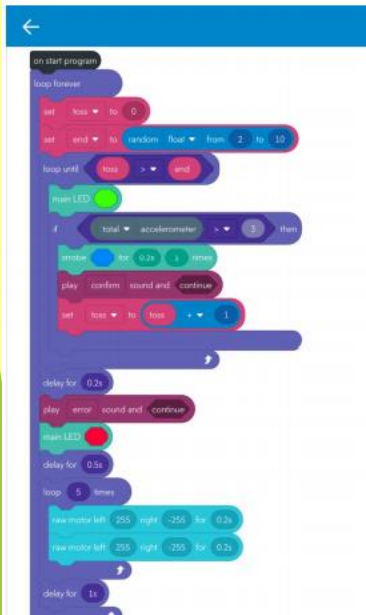 on start program
loop forever
set toss ▾ to 0
set end ▾ to random float ▾ from 2 to 10
loop until toss > ▾ end
main LED
if total ▾ accelerometer > ▾ 3 then
strobe for 0.2s 1 times
play confirm sound and continue
set toss ▾ to toss + ▾ 1
delay for 0.2s
play error sound and continue
main LED
delay for 0.5s
loop 5 times
raw motor left 255 right -255 for 0.2s
raw motor left 255 right -255 for 0.2s
delay for 1s